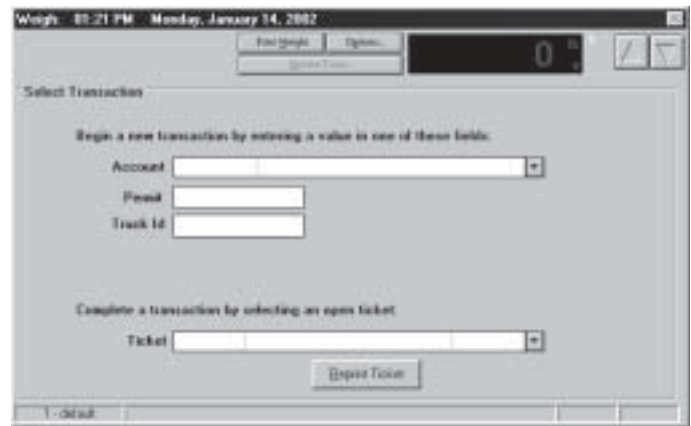 Weigh 01:21 PM Monday, January 14, 2002
Print Weight Options...
0
Select Transaction
Begin a new transaction by entering a value in one of these fields.
Account
Permit
Truck Id
Complete a transaction by selecting an open ticket
Ticket
Reprint Ticket
1 - default